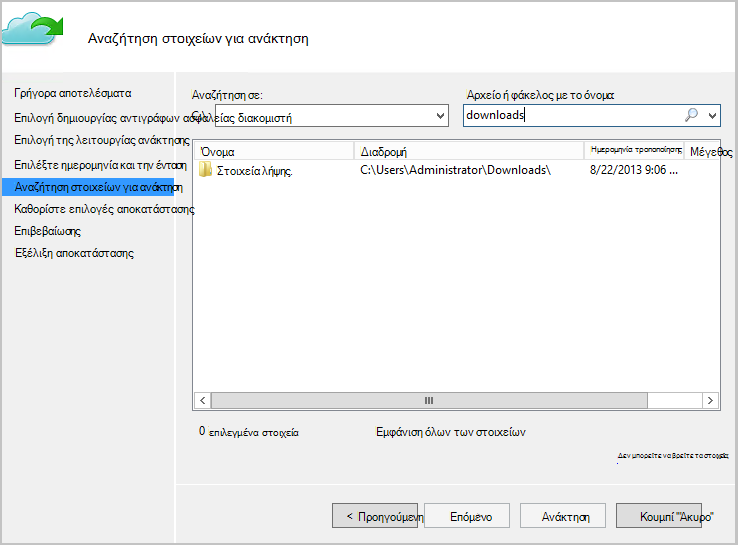 Αναζήτηση στοιχείων για ανάκτηση
Γρήγορα αποτελέσματα
Επιλογή δημιουργίας αντιγράφων ασφαλείας διακομιστή
Επιλογή της λειτουργίας ανάκτησης
Επιλέξτε ημερομηνία και την ένταση
Αναζήτηση στοιχείων για ανάκτηση
Καθορίστε επιλογές αποκατάστασης
Επιβεβαίωσης
Εξέλιξη αποκατάστασης
Αναζήτηση σε:
C:\
Αρχείο ή φάκελος με το όνομα
downloads
Όνομα Διαδρομή Ημερομηνία τροποποίησης Μέγεθος
Στοιχεία λήψης. C:\Users\Administrator\Downloads\ 8/22/2013 9:06 ...
0 επιλεγμένα στοιχεία
Εμφάνιση όλων των στοιχείων
Δεν μπορείτε να βρείτε τα στοιχεία;
< Προηγούμενη Επόμενο Ανάκτηση Κουμπί "Άκυρο"